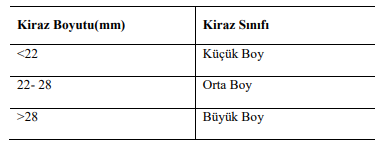 Kiraz Boyutu(mm) Kiraz Sınıfı
<22 Küçük Boy
22- 28 Orta Boy
>28 Büyük Boy